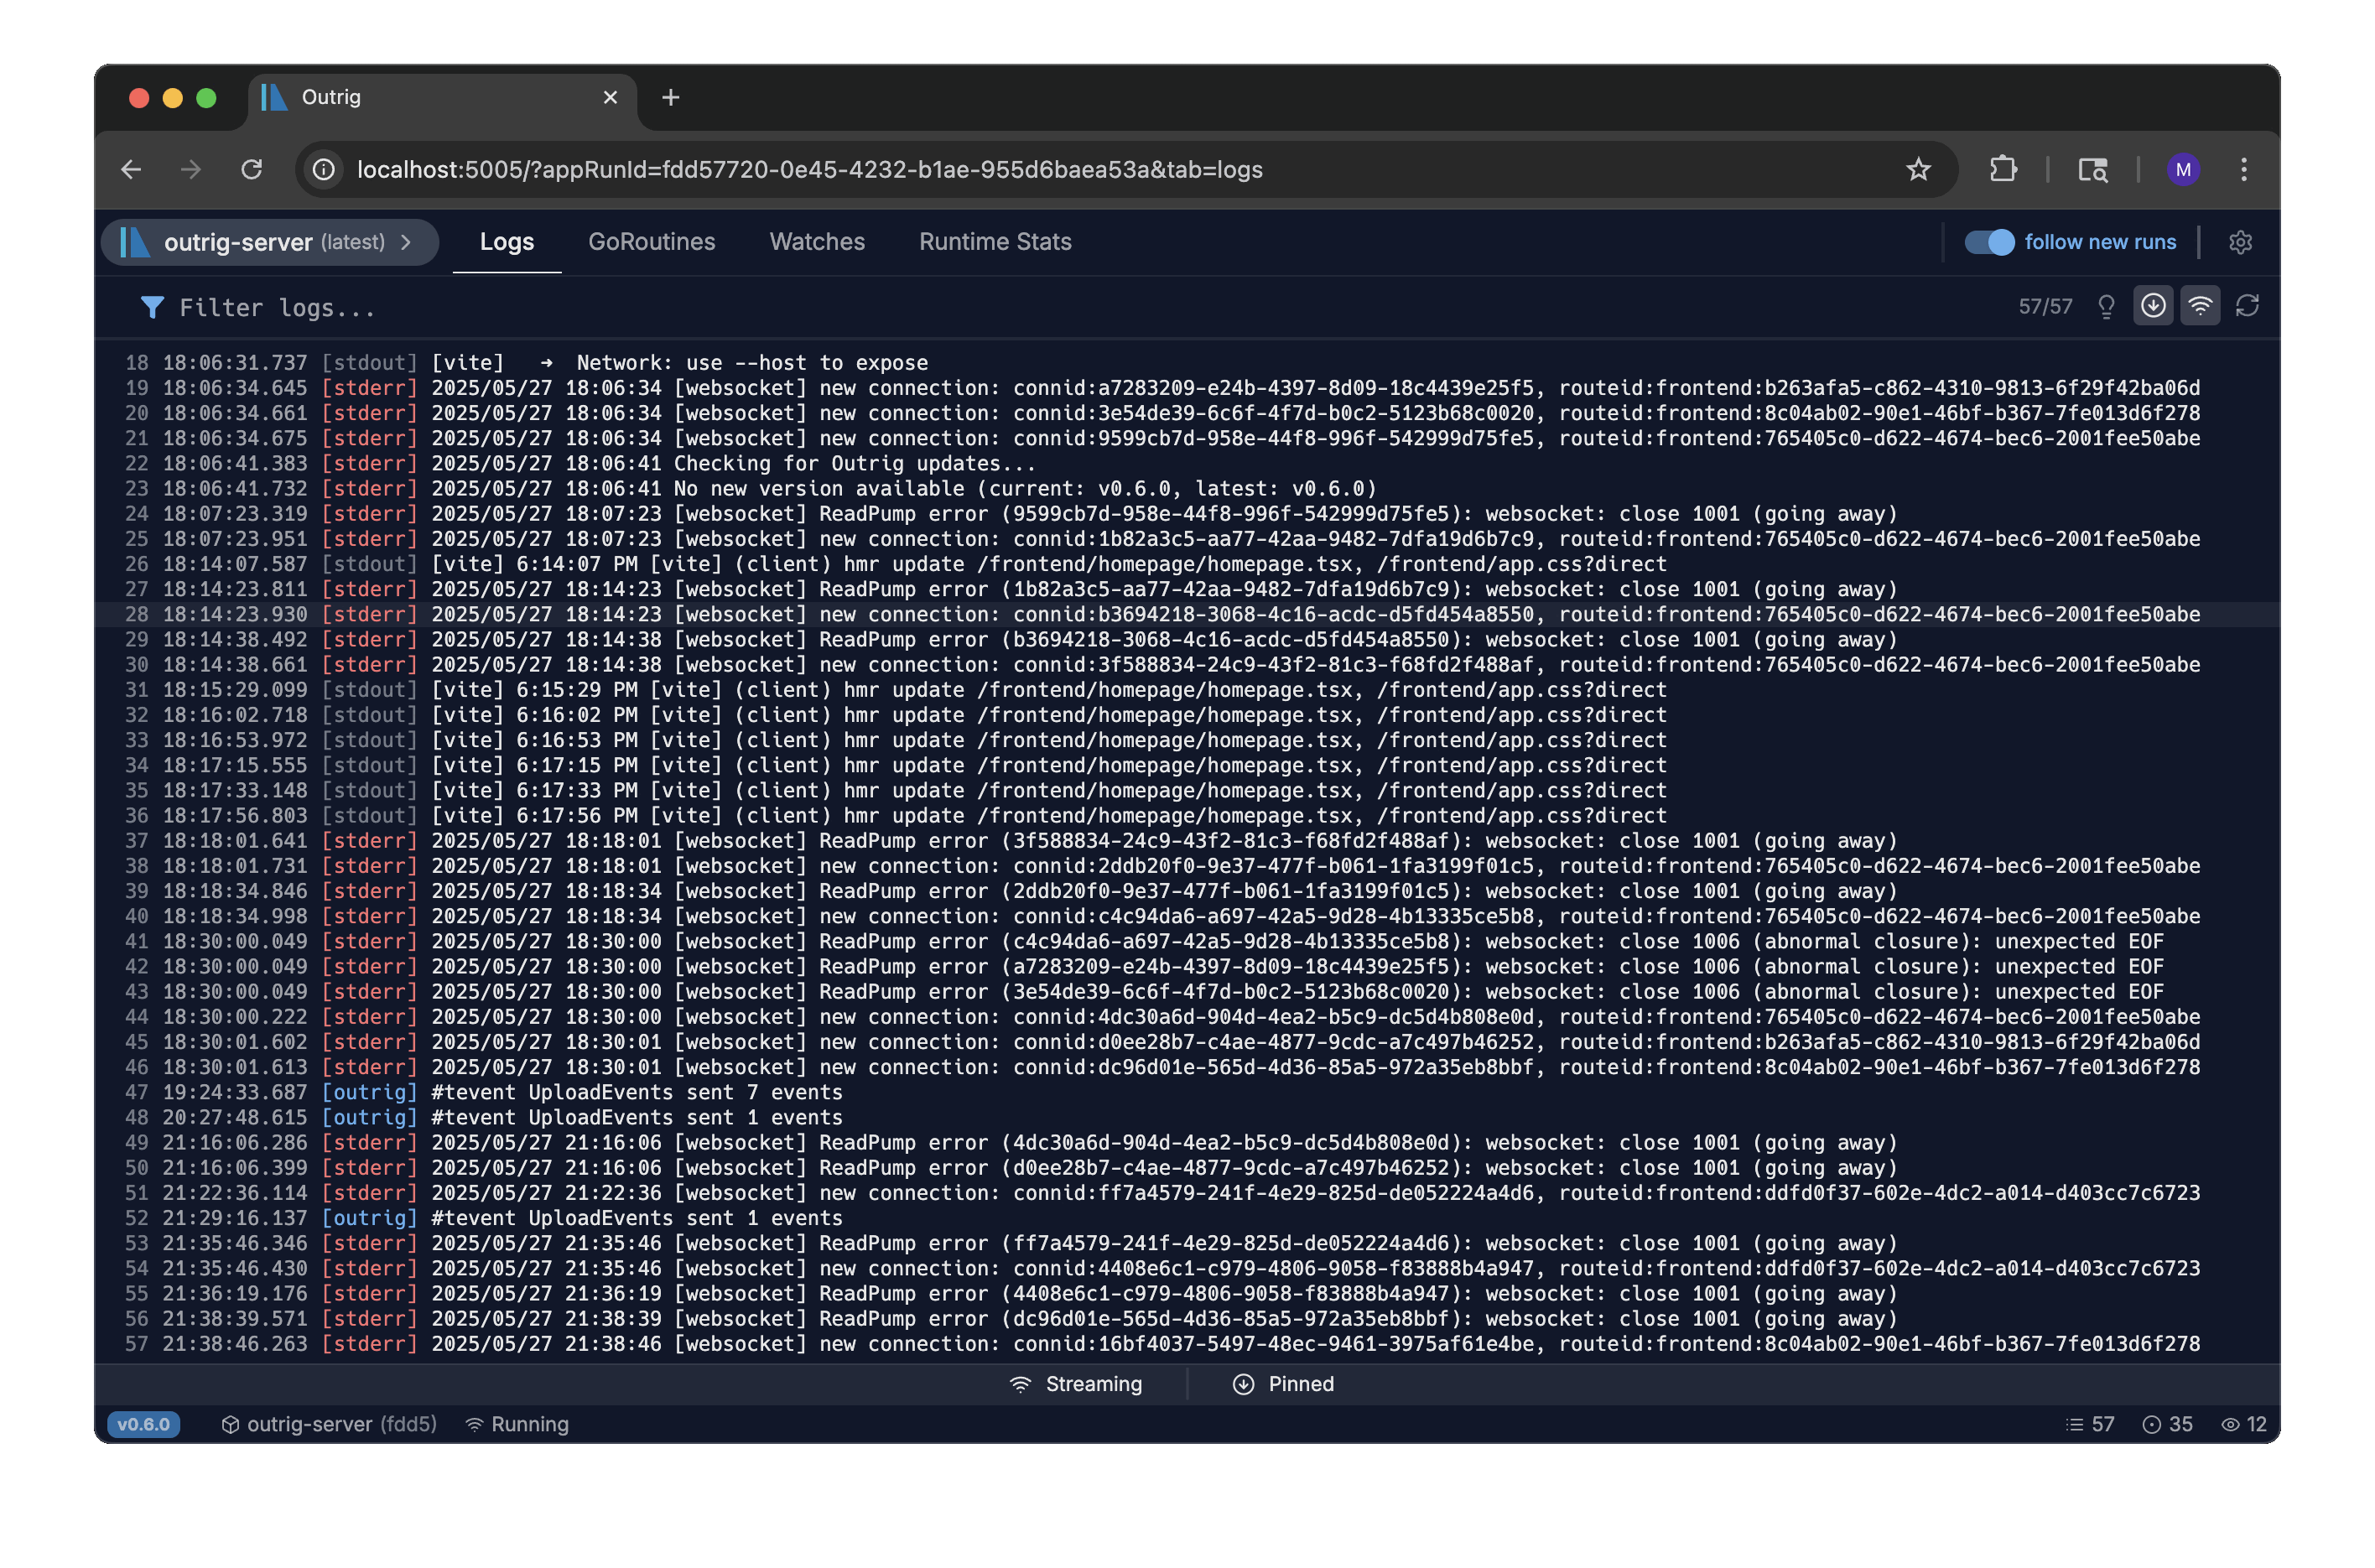 Outrig
localhost:5005/?appRunId=fdd57720-0e45-4232-b1ae-955d6baea53a&tab=logs
M
outrig-server (latest) Logs GoRoutines Watches Runtime Stats follow new runs
Filter logs... 57/57
18 18:06:31.737 [stdout] [vite] ➜ Network: use --host to expose
19 18:06:34.645 [stderr] 2025/05/27 18:06:34 [websocket] new connection: connid:a7283209-e24b-4397-8d09-18c4439e25f5, routeid:frontend:b263afa5-c862-4310-9813-6f29f42ba06d
20 18:06:34.661 [stderr] 2025/05/27 18:06:34 [websocket] new connection: connid:3e54de39-6c6f-4f7d-b0c2-5123b68c0020, routeid:frontend:8c04ab02-90e1-46bf-b367-7fe013d6f278
21 18:06:34.675 [stderr] 2025/05/27 18:06:34 [websocket] new connection: connid:9599cb7d-958e-44f8-996f-542999d75fe5, routeid:frontend:765405c0-d622-4674-bec6-2001fee50abe
22 18:06:41.383 [stderr] 2025/05/27 18:06:41 Checking for Outrig updates...
23 18:06:41.732 [stderr] 2025/05/27 18:06:41 No new version available (current: v0.6.0, latest: v0.6.0)
24 18:07:23.319 [stderr] 2025/05/27 18:07:23 [websocket] ReadPump error (9599cb7d-958e-44f8-996f-542999d75fe5): websocket: close 1001 (going away)
25 18:07:23.951 [stderr] 2025/05/27 18:07:23 [websocket] new connection: connid:1b82a3c5-aa77-42aa-9482-7dfa19d6b7c9, routeid:frontend:765405c0-d622-4674-bec6-2001fee50abe
26 18:14:07.587 [stdout] [vite] 6:14:07 PM [vite] (client) hmr update /frontend/homepage/homepage.tsx, /frontend/app.css?direct
27 18:14:23.811 [stderr] 2025/05/27 18:14:23 [websocket] ReadPump error (1b82a3c5-aa77-42aa-9482-7dfa19d6b7c9): websocket: close 1001 (going away)
28 18:14:23.930 [stderr] 2025/05/27 18:14:23 [websocket] new connection: connid:b3694218-3068-4c16-acdc-d5fd454a8550, routeid:frontend:765405c0-d622-4674-bec6-2001fee50abe
29 18:14:38.492 [stderr] 2025/05/27 18:14:38 [websocket] ReadPump error (b3694218-3068-4c16-acdc-d5fd454a8550): websocket: close 1001 (going away)
30 18:14:38.661 [stderr] 2025/05/27 18:14:38 [websocket] new connection: connid:3f588834-24c9-43f2-81c3-f68fd2f488af, routeid:frontend:765405c0-d622-4674-bec6-2001fee50abe
31 18:15:29.099 [stdout] [vite] 6:15:29 PM [vite] (client) hmr update /frontend/homepage/homepage.tsx, /frontend/app.css?direct
32 18:16:02.718 [stdout] [vite] 6:16:02 PM [vite] (client) hmr update /frontend/homepage/homepage.tsx, /frontend/app.css?direct
33 18:16:53.972 [stdout] [vite] 6:16:53 PM [vite] (client) hmr update /frontend/homepage/homepage.tsx, /frontend/app.css?direct
34 18:17:15.555 [stdout] [vite] 6:17:15 PM [vite] (client) hmr update /frontend/homepage/homepage.tsx, /frontend/app.css?direct
35 18:17:33.148 [stdout] [vite] 6:17:33 PM [vite] (client) hmr update /frontend/homepage/homepage.tsx, /frontend/app.css?direct
36 18:17:56.803 [stdout] [vite] 6:17:56 PM [vite] (client) hmr update /frontend/homepage/homepage.tsx, /frontend/app.css?direct
37 18:18:01.641 [stderr] 2025/05/27 18:18:01 [websocket] ReadPump error (3f588834-24c9-43f2-81c3-f68fd2f488af): websocket: close 1001 (going away)
38 18:18:01.731 [stderr] 2025/05/27 18:18:01 [websocket] new connection: connid:2ddb20f0-9e37-477f-b061-1fa3199f01c5, routeid:frontend:765405c0-d622-4674-bec6-2001fee50abe
39 18:18:34.846 [stderr] 2025/05/27 18:18:34 [websocket] ReadPump error (2ddb20f0-9e37-477f-b061-1fa3199f01c5): websocket: close 1001 (going away)
40 18:18:34.998 [stderr] 2025/05/27 18:18:34 [websocket] new connection: connid:c4c94da6-a697-42a5-9d28-4b13335ce5b8, routeid:frontend:765405c0-d622-4674-bec6-2001fee50abe
41 18:30:00.049 [stderr] 2025/05/27 18:30:00 [websocket] ReadPump error (c4c94da6-a697-42a5-9d28-4b13335ce5b8): websocket: close 1006 (abnormal closure): unexpected EOF
42 18:30:00.049 [stderr] 2025/05/27 18:30:00 [websocket] ReadPump error (a7283209-e24b-4397-8d09-18c4439e25f5): websocket: close 1006 (abnormal closure): unexpected EOF
43 18:30:00.049 [stderr] 2025/05/27 18:30:00 [websocket] ReadPump error (3e54de39-6c6f-4f7d-b0c2-5123b68c0020): websocket: close 1006 (abnormal closure): unexpected EOF
44 18:30:00.222 [stderr] 2025/05/27 18:30:00 [websocket] new connection: connid:4dc30a6d-904d-4ea2-b5c9-dc5d4b808e0d, routeid:frontend:765405c0-d622-4674-bec6-2001fee50abe
45 18:30:01.602 [stderr] 2025/05/27 18:30:01 [websocket] new connection: connid:d0ee28b7-c4ae-4877-9cdc-a7c497b46252, routeid:frontend:b263afa5-c862-4310-9813-6f29f42ba06d
46 18:30:01.613 [stderr] 2025/05/27 18:30:01 [websocket] new connection: connid:dc96d01e-565d-4d36-85a5-972a35eb8bbf, routeid:frontend:8c04ab02-90e1-46bf-b367-7fe013d6f278
47 19:24:33.687 [outrig] #tevent UploadEvents sent 7 events
48 20:27:48.615 [outrig] #tevent UploadEvents sent 1 events
49 21:16:06.286 [stderr] 2025/05/27 21:16:06 [websocket] ReadPump error (4dc30a6d-904d-4ea2-b5c9-dc5d4b808e0d): websocket: close 1001 (going away)
50 21:16:06.399 [stderr] 2025/05/27 21:16:06 [websocket] ReadPump error (d0ee28b7-c4ae-4877-9cdc-a7c497b46252): websocket: close 1001 (going away)
51 21:22:36.114 [stderr] 2025/05/27 21:22:36 [websocket] new connection: connid:ff7a4579-241f-4e29-825d-de052224a4d6, routeid:frontend:ddfd0f37-602e-4dc2-a014-d403cc7c6723
52 21:29:16.137 [outrig] #tevent UploadEvents sent 1 events
53 21:35:46.346 [stderr] 2025/05/27 21:35:46 [websocket] ReadPump error (ff7a4579-241f-4e29-825d-de052224a4d6): websocket: close 1001 (going away)
54 21:35:46.430 [stderr] 2025/05/27 21:35:46 [websocket] new connection: connid:4408e6c1-c979-4806-9058-f83888b4a947, routeid:frontend:ddfd0f37-602e-4dc2-a014-d403cc7c6723
55 21:36:19.176 [stderr] 2025/05/27 21:36:19 [websocket] ReadPump error (4408e6c1-c979-4806-9058-f83888b4a947): websocket: close 1001 (going away)
56 21:38:39.571 [stderr] 2025/05/27 21:38:39 [websocket] ReadPump error (dc96d01e-565d-4d36-85a5-972a35eb8bbf): websocket: close 1001 (going away)
57 21:38:46.263 [stderr] 2025/05/27 21:38:46 [websocket] new connection: connid:16bf4037-5497-48ec-9461-3975af61e4be, routeid:frontend:8c04ab02-90e1-46bf-b367-7fe013d6f278
Streaming Pinned
v0.6.0 outrig-server (fdd5) Running 57 35 12